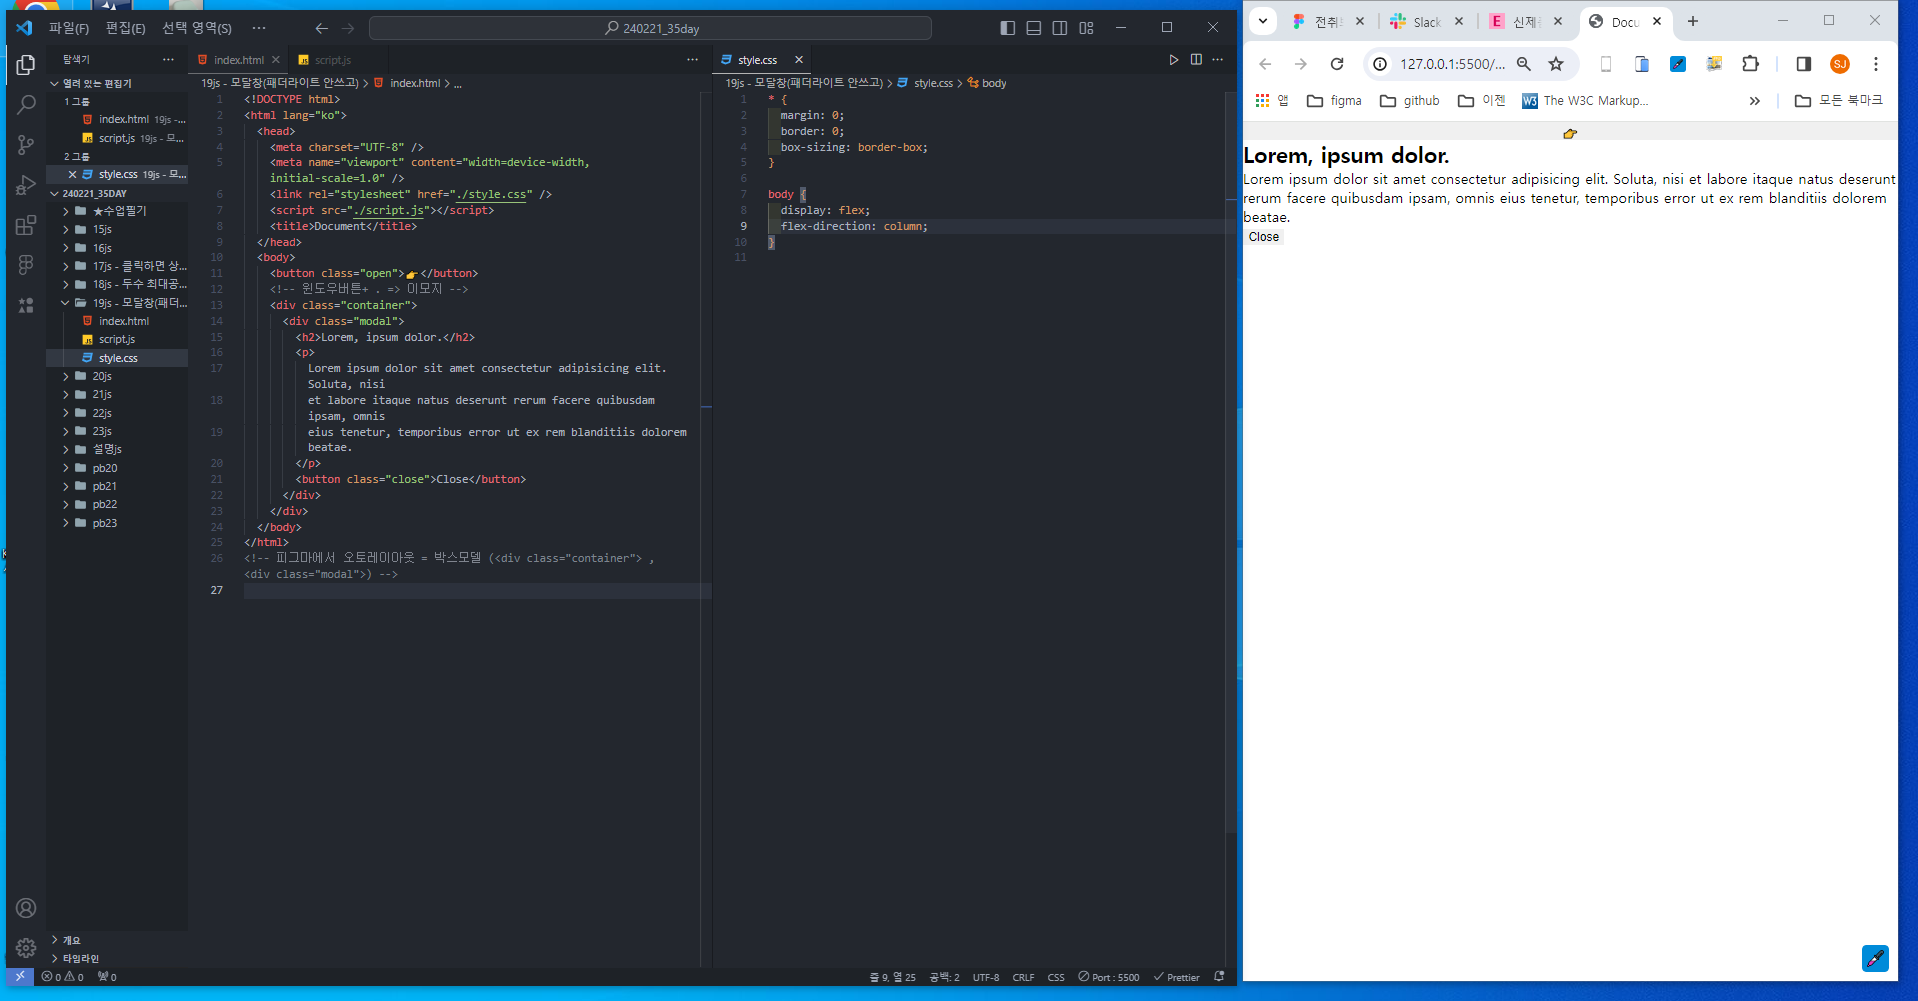 파일(F) 편집(E) 선택 영역(S) ··· 240221_35day
탐색기 ···
열려 있는 편집기
1 그룹
index.html 19js -...
script.js 19js - 모...
2 그룹
style.css 19js - 모...
240221_35DAY
★수업필기
15js
16js
17js - 클릭하면 상...
18js - 두수 최대공...
19js - 모달창(패더...
index.html
script.js
style.css
20js
21js
22js
23js
설명js
pb20
pb21
pb22
pb23
개요
타임라인
index.html script.js
19js - 모달창(패더라이트 안쓰고) > index.html > ...
1 <!DOCTYPE html>
2 <html lang="ko">
3 <head>
4 <meta charset="UTF-8" />
5 <meta name="viewport" content="width=device-width,
initial-scale=1.0" />
6 <link rel="stylesheet" href="./style.css" />
7 <script src="./script.js"></script>
8 <title>Document</title>
9 </head>
10 <body>
11 <button class="open">👉</button>
12 <!-- 윈도우버튼+ . => 이모지 -->
13 <div class="container">
14 <div class="modal">
15 <h2>Lorem, ipsum dolor.</h2>
16 <p>
17 Lorem ipsum dolor sit amet consectetur adipisicing elit.
Soluta, nisi
18 et labore itaque natus deserunt rerum facere quibusdam
ipsam, omnis
19 eius tenetur, temporibus error ut ex rem blanditiis dolorem
beatae.
20 </p>
21 <button class="close">Close</button>
22 </div>
23 </div>
24 </body>
25 </html>
26 <!-- 피그마에서 오토레이아웃 = 박스모델 (<div class="container"> ,
<div class="modal">) -->
27
style.css
19js - 모달창(패더라이트 안쓰고) > style.css > body
1 * {
2 margin: 0;
3 border: 0;
4 box-sizing: border-box;
5 }
6
7 body {
8 display: flex;
9 flex-direction: column;
10 }
11
0 0 0 줄 9, 열 25 공백: 2 UTF-8 CRLF CSS Port : 5500 Prettier
전취 Slack 신제 Docu
127.0.0.1:5500/... SJ
앱 figma github 이젠 W3 The W3C Markup... » 모든 북마크
👉
Lorem, ipsum dolor.
Lorem ipsum dolor sit amet consectetur adipisicing elit. Soluta, nisi et labore itaque natus deserunt
rerum facere quibusdam ipsam, omnis eius tenetur, temporibus error ut ex rem blanditiis dolorem
beatae.
Close